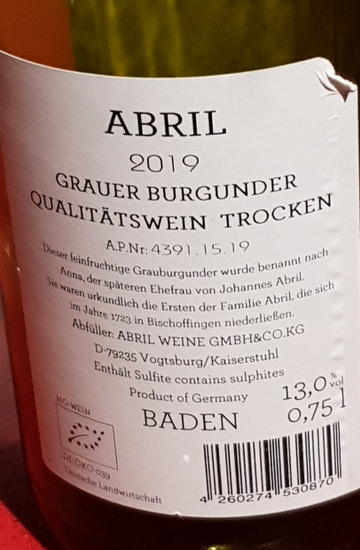 ABRIL
2019
GRAUER BURGUNDER
QUALITÄTSWEIN TROCKEN
A.P.Nr: 4391.15.19
Dieser feinfruchtige Grauburgunder wurde benannt nach
Anna, der späteren Ehefrau von Johannes Abril.
Sie waren urkundlich die Ersten der Familie Abril, die sich
im Jahre 1723 in Bischoffingen niederließen.
Abfüller: ABRIL WEINE GMBH&CO.KG
D-79235 Vogtsburg/Kaiserstuhl
Enthält Sulfite contains sulphites
Product of Germany
13,0 %vol
BADEN
0,75 l
BIO-WEIN
DE-ÖKO-039
Deutsche Landwirtschaft
4 260274 530870